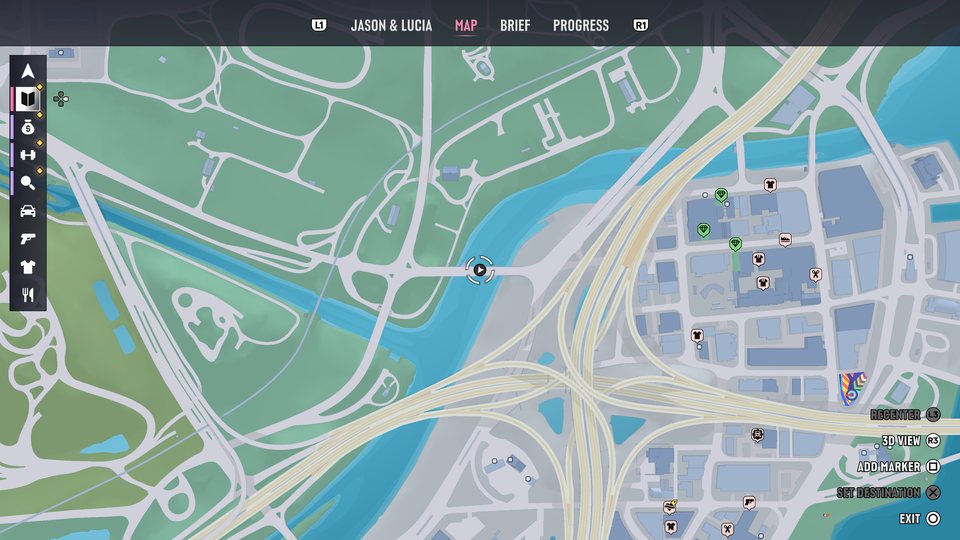 L1 JASON & LUCIA MAP BRIEF PROGRESS R1
RECENTER L3
3D VIEW R3
ADD MARKER
SET DESTINATION
EXIT